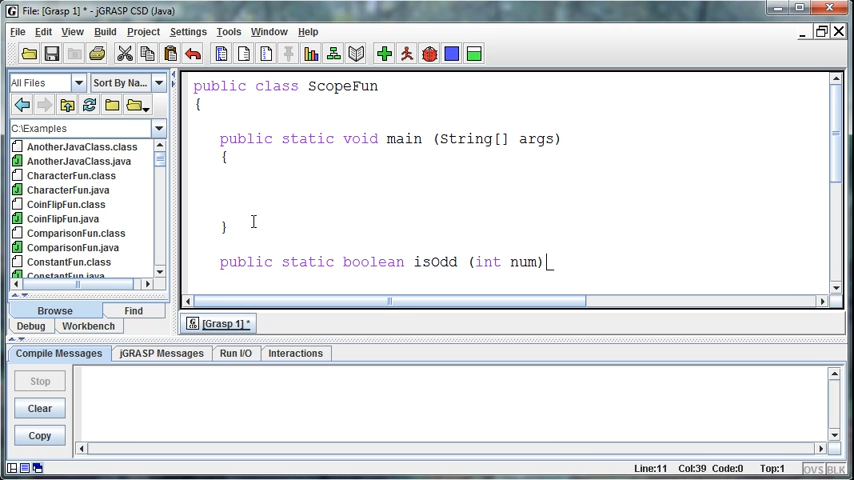 File: [Grasp 1] * - jGRASP CSD (Java)
File Edit View Build Project Settings Tools Window Help
All Files Sort By Na...
C:\Examples
AnotherJavaClass.class
AnotherJavaClass.java
CharacterFun.class
CharacterFun.java
CoinFlipFun.class
CoinFlipFun.java
ComparisonFun.class
ComparisonFun.java
ConstantFun.class
Browse Find
Debug Workbench
public class ScopeFun
{
public static void main (String[] args)
{
}
public static boolean isOdd (int num)
[Grasp 1] *
Compile Messages jGRASP Messages Run I/O Interactions
Stop
Clear
Copy
Line:11 Col:39 Code:0 Top:1 OVS BLK